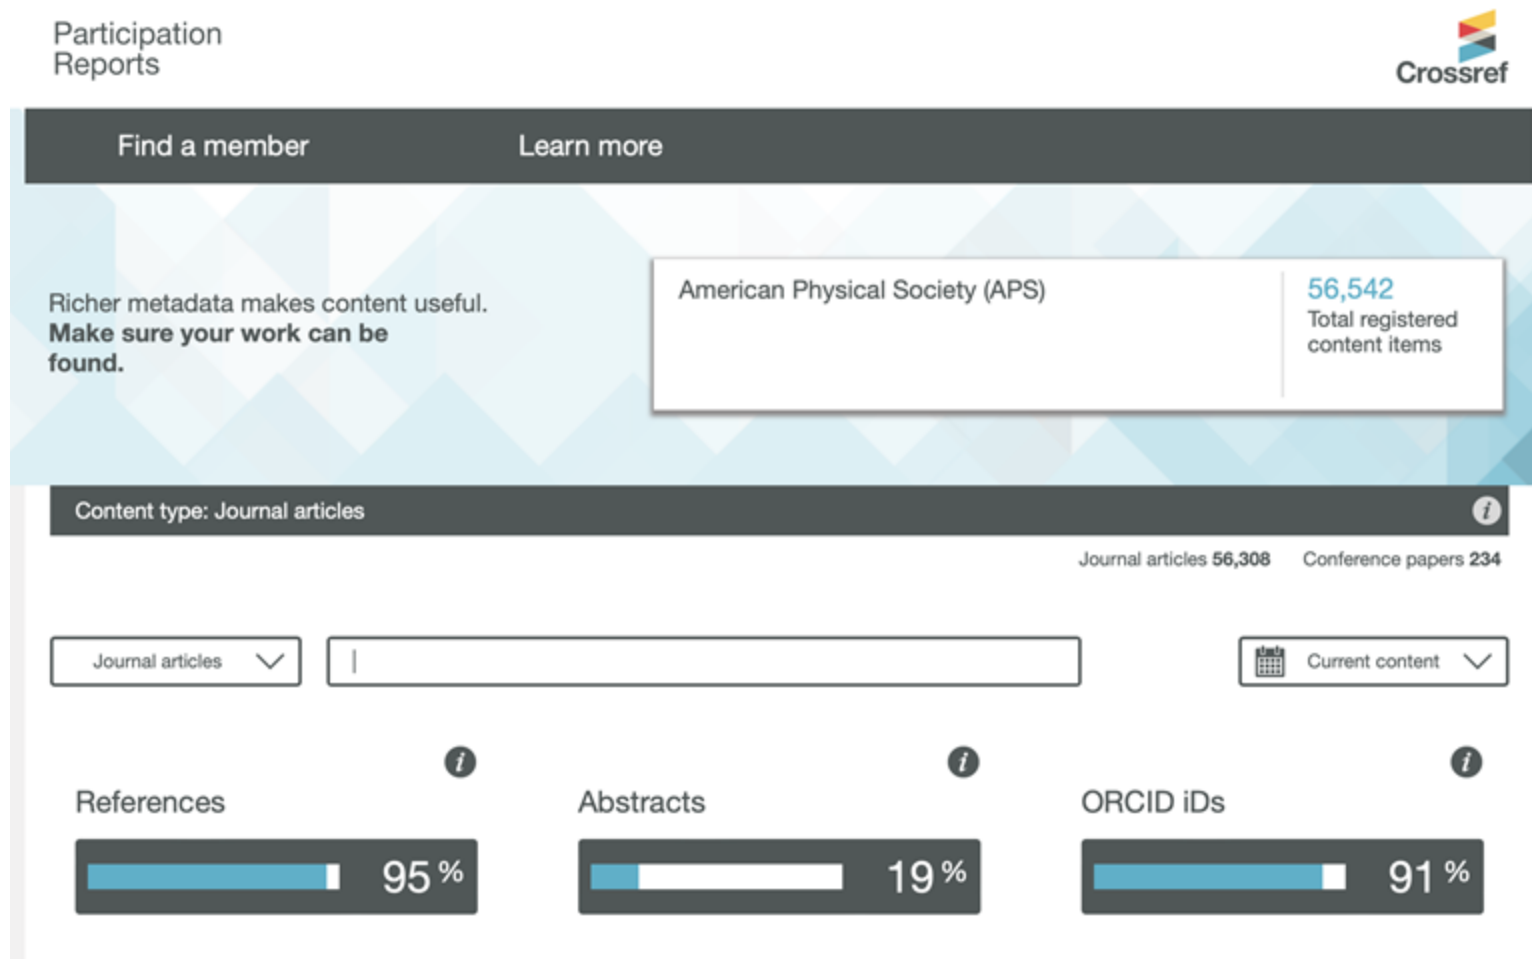 Participation
Reports
Crossref
Find a member
Learn more
Richer metadata makes content useful.
Make sure your work can be
found.
American Physical Society (APS)
56,542
Total registered
content items
Content type: Journal articles
i
Journal articles 56,308
Conference papers 234
Journal articles
Current content
i
References
95 %
i
Abstracts
19 %
i
ORCID iDs
91 %